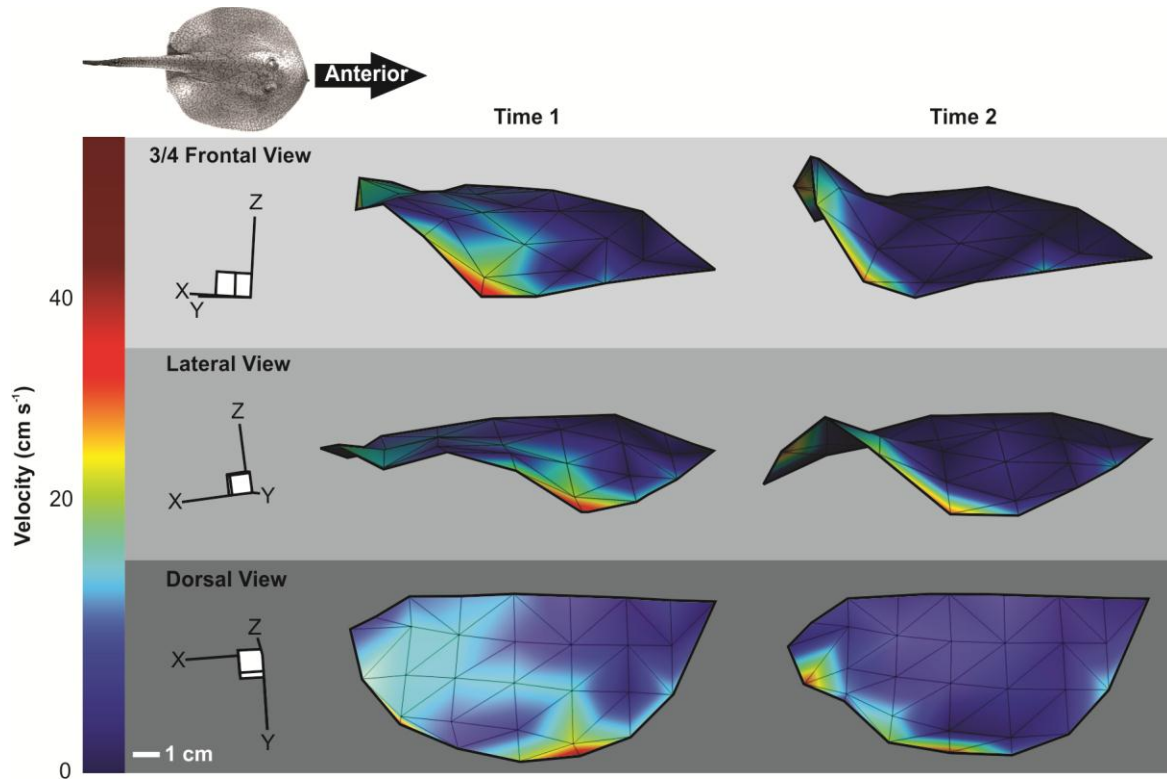 Anterior
Time 1
Time 2
3/4 Frontal View
Z
X
Y
40
Lateral View
Z
X
Y
Velocity (cm s⁻¹)
20
Dorsal View
Z
X
Y
1 cm
0